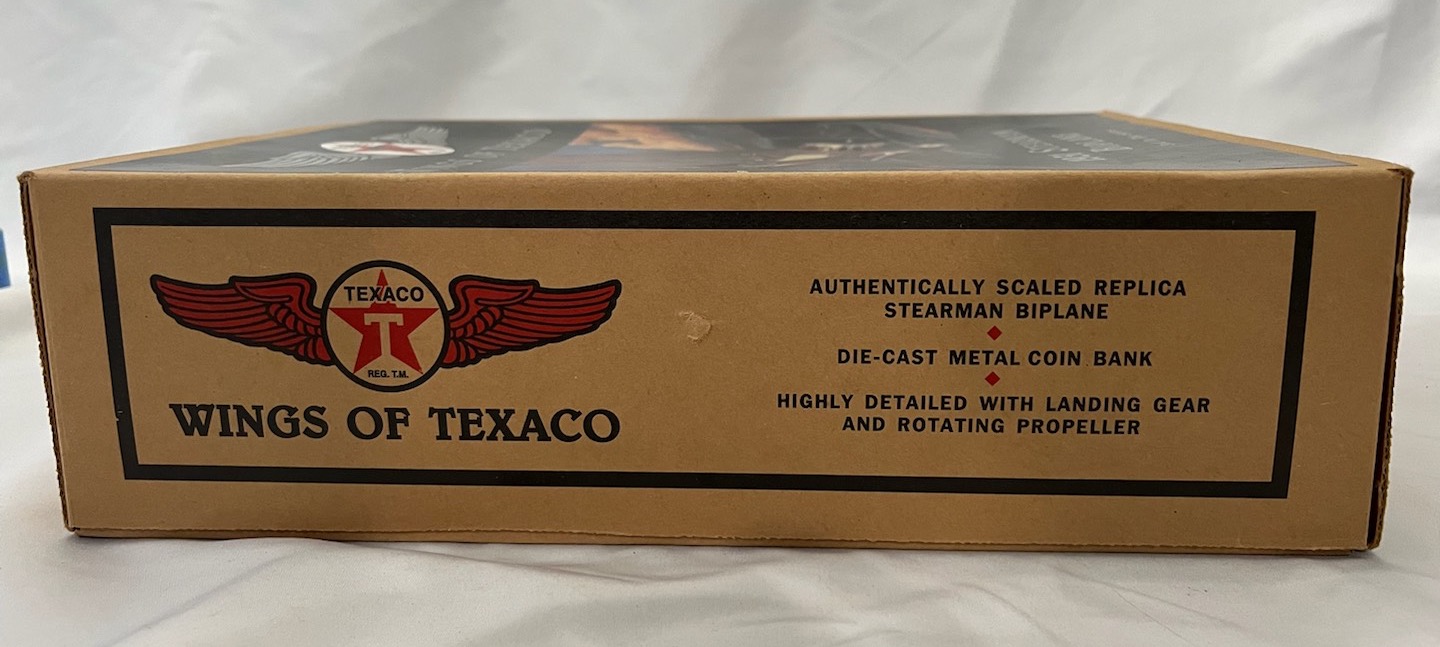 TEXACO
T
REG. T.M.
WINGS OF TEXACO
AUTHENTICALLY SCALED REPLICA
STEARMAN BIPLANE
DIE-CAST METAL COIN BANK
HIGHLY DETAILED WITH LANDING GEAR
AND ROTATING PROPELLER